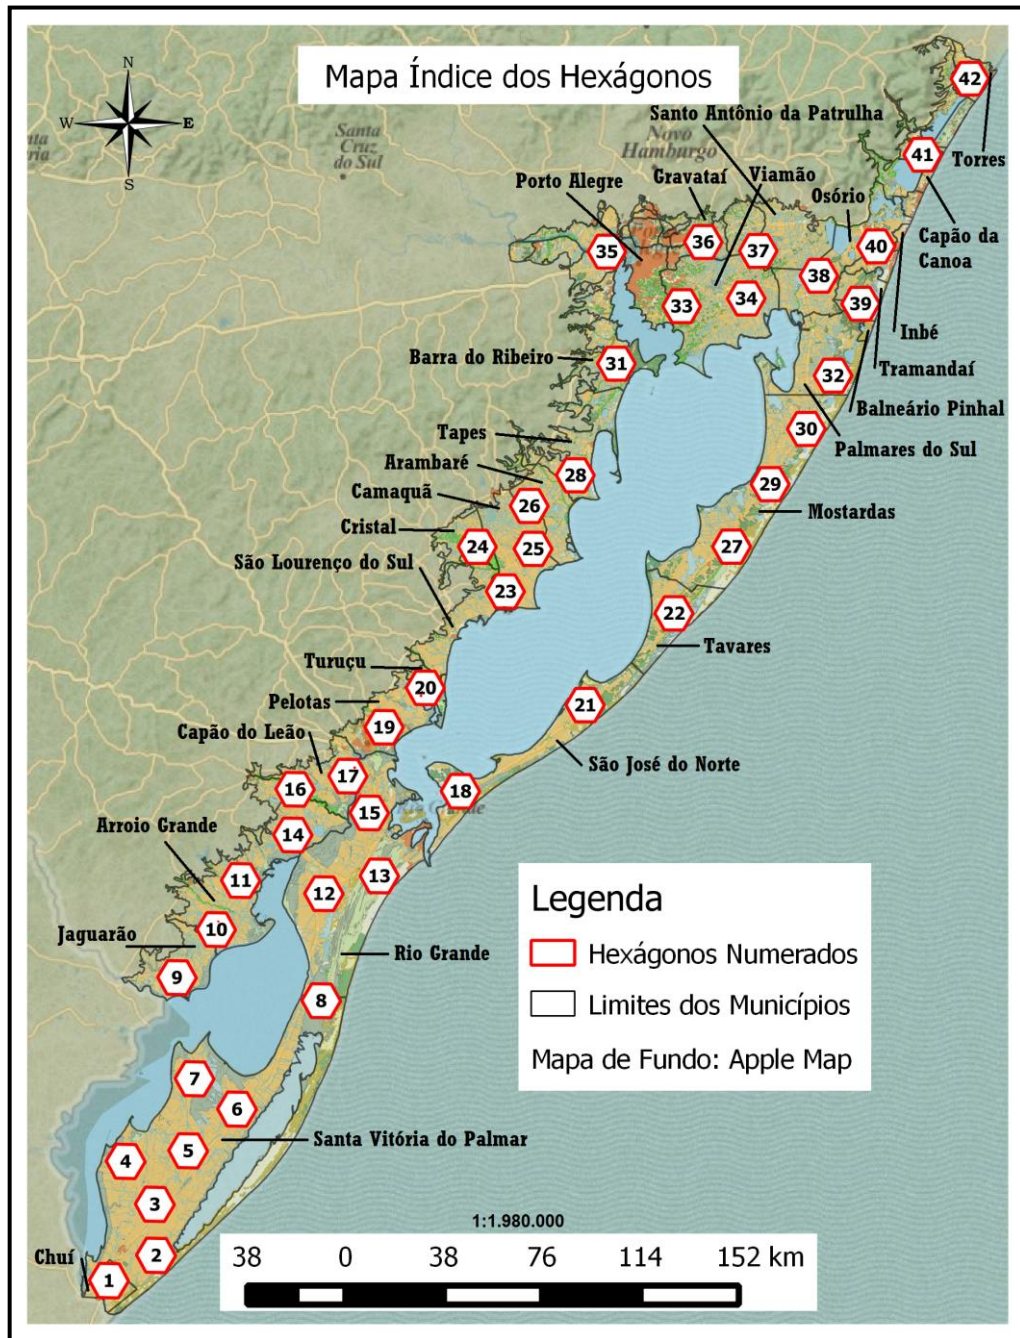 Mapa Índice dos Hexágonos
N
W
E
S
Santa
Cruz
do Sul
Novo
Hamburgo
Santo Antônio da Patrulha
Gravataí
Viamão
Porto Alegre
Osório
Torres
Capão da
Canoa
Inbé
Tramandaí
Balneário Pinhal
Palmares do Sul
Barra do Ribeiro
Tapes
Arambaré
Camaquã
Cristal
São Lourenço do Sul
Mostardas
Tavares
Turuçu
Pelotas
Capão do Leão
São José do Norte
Rio Grande
Arroio Grande
Jaguarão
Rio Grande
Santa Vitória do Palmar
Chuí
42
41
40
36
37
35
38
39
33
34
31
32
30
28
29
26
24
25
27
23
22
20
21
19
17
16
18
15
14
13
11
12
10
9
8
7
6
5
4
3
2
1
Legenda
Hexágonos Numerados
Limites dos Municípios
Mapa de Fundo: Apple Map
1:1.980.000
38 0 38 76 114 152 km